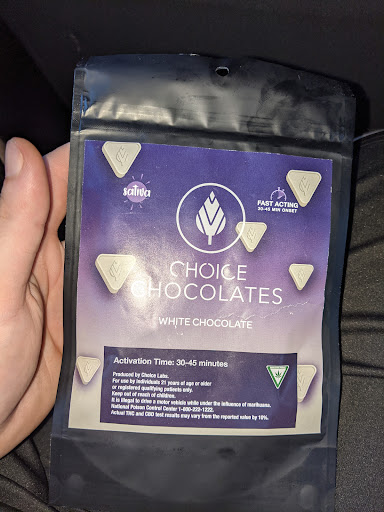 sativa
FAST ACTING
30-45 MIN ONSET
CHOICE
CHOCOLATES
WHITE CHOCOLATE
Activation Time: 30-45 minutes
Produced by Choice Labs.
For use by individuals 21 years of age or older
or registered qualifying patients only.
Keep out of reach of children.
It is illegal to drive a motor vehicle while under the influence of marihuana.
National Poison Control Center 1-800-222-1222.
Actual THC and CBD test results may vary from the reported value by 10%.